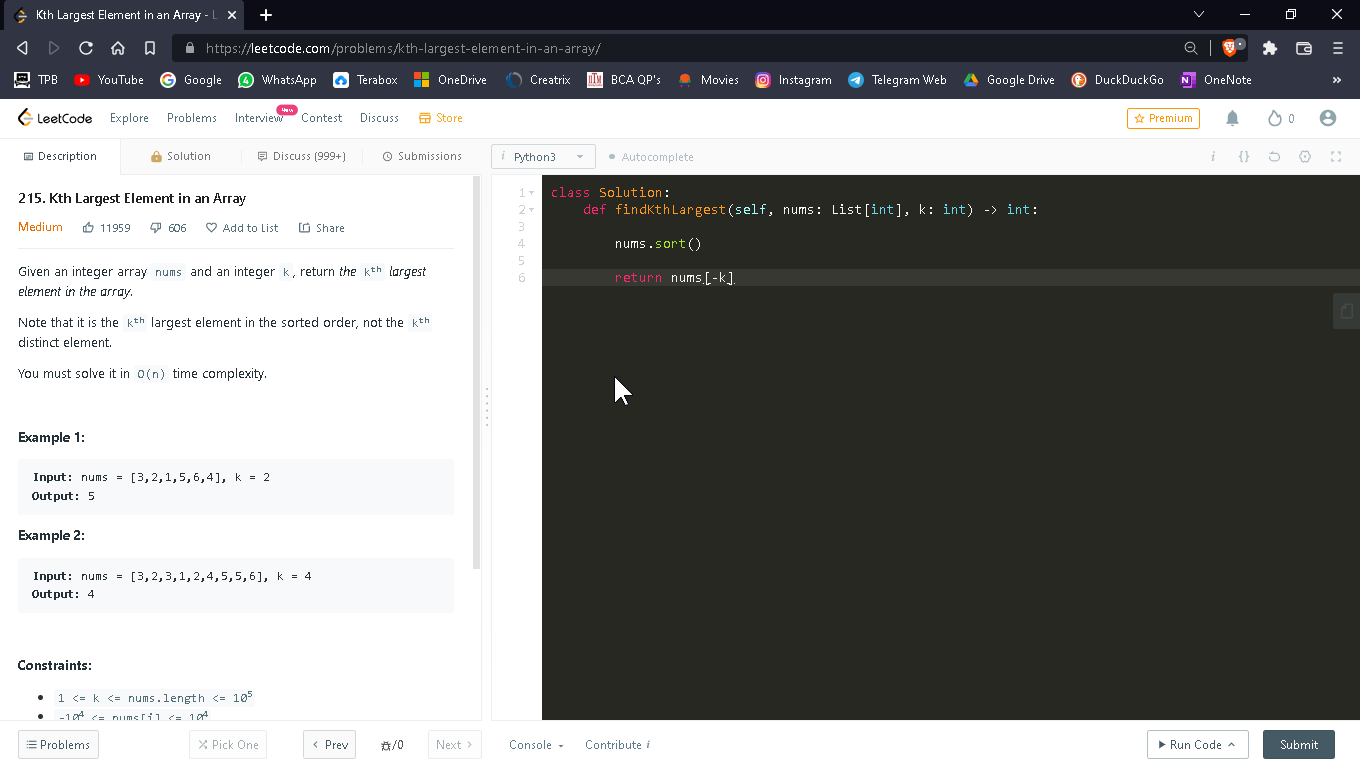 Kth Largest Element in an Array - L
https://leetcode.com/problems/kth-largest-element-in-an-array/
TPB YouTube Google WhatsApp Terabox OneDrive Creatrix BCA QP's Movies Instagram Telegram Web Google Drive DuckDuckGo OneNote »
LeetCode Explore Problems Interview New Contest Discuss Store Premium 0
Description Solution Discuss (999+) Submissions
i Python3 Autocomplete i {}
215. Kth Largest Element in an Array
Medium 11959 606 Add to List Share
Given an integer array nums and an integer k, return the kth largest
element in the array.
Note that it is the kth largest element in the sorted order, not the kth
distinct element.
You must solve it in O(n) time complexity.
Example 1:
Input: nums = [3,2,1,5,6,4], k = 2
Output: 5
Example 2:
Input: nums = [3,2,3,1,2,4,5,5,6], k = 4
Output: 4
Constraints:
1 <= k <= nums.length <= 10^5
-10^4 <= nums[i] <= 10^4
1 class Solution:
2 def findKthLargest(self, nums: List[int], k: int) -> int:
3
4 nums.sort()
5
6 return nums[-k]
Problems Pick One Prev /0 Next Console Contribute i Run Code Submit